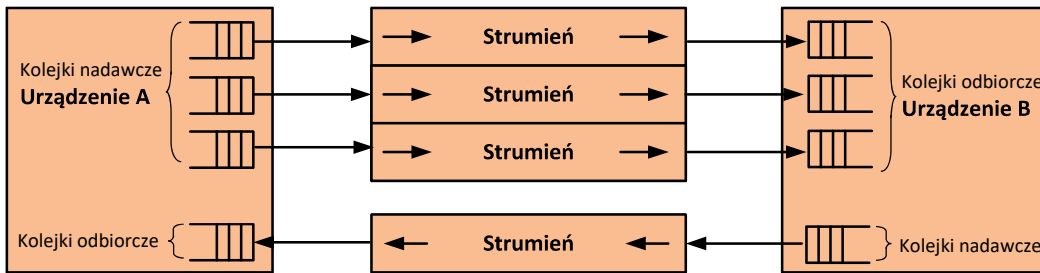 Kolejki nadawcze
Urządzenie A
Strumień
Strumień
Strumień
Kolejki odbiorcze
Urządzenie B
Kolejki odbiorcze
Strumień
Kolejki nadawcze